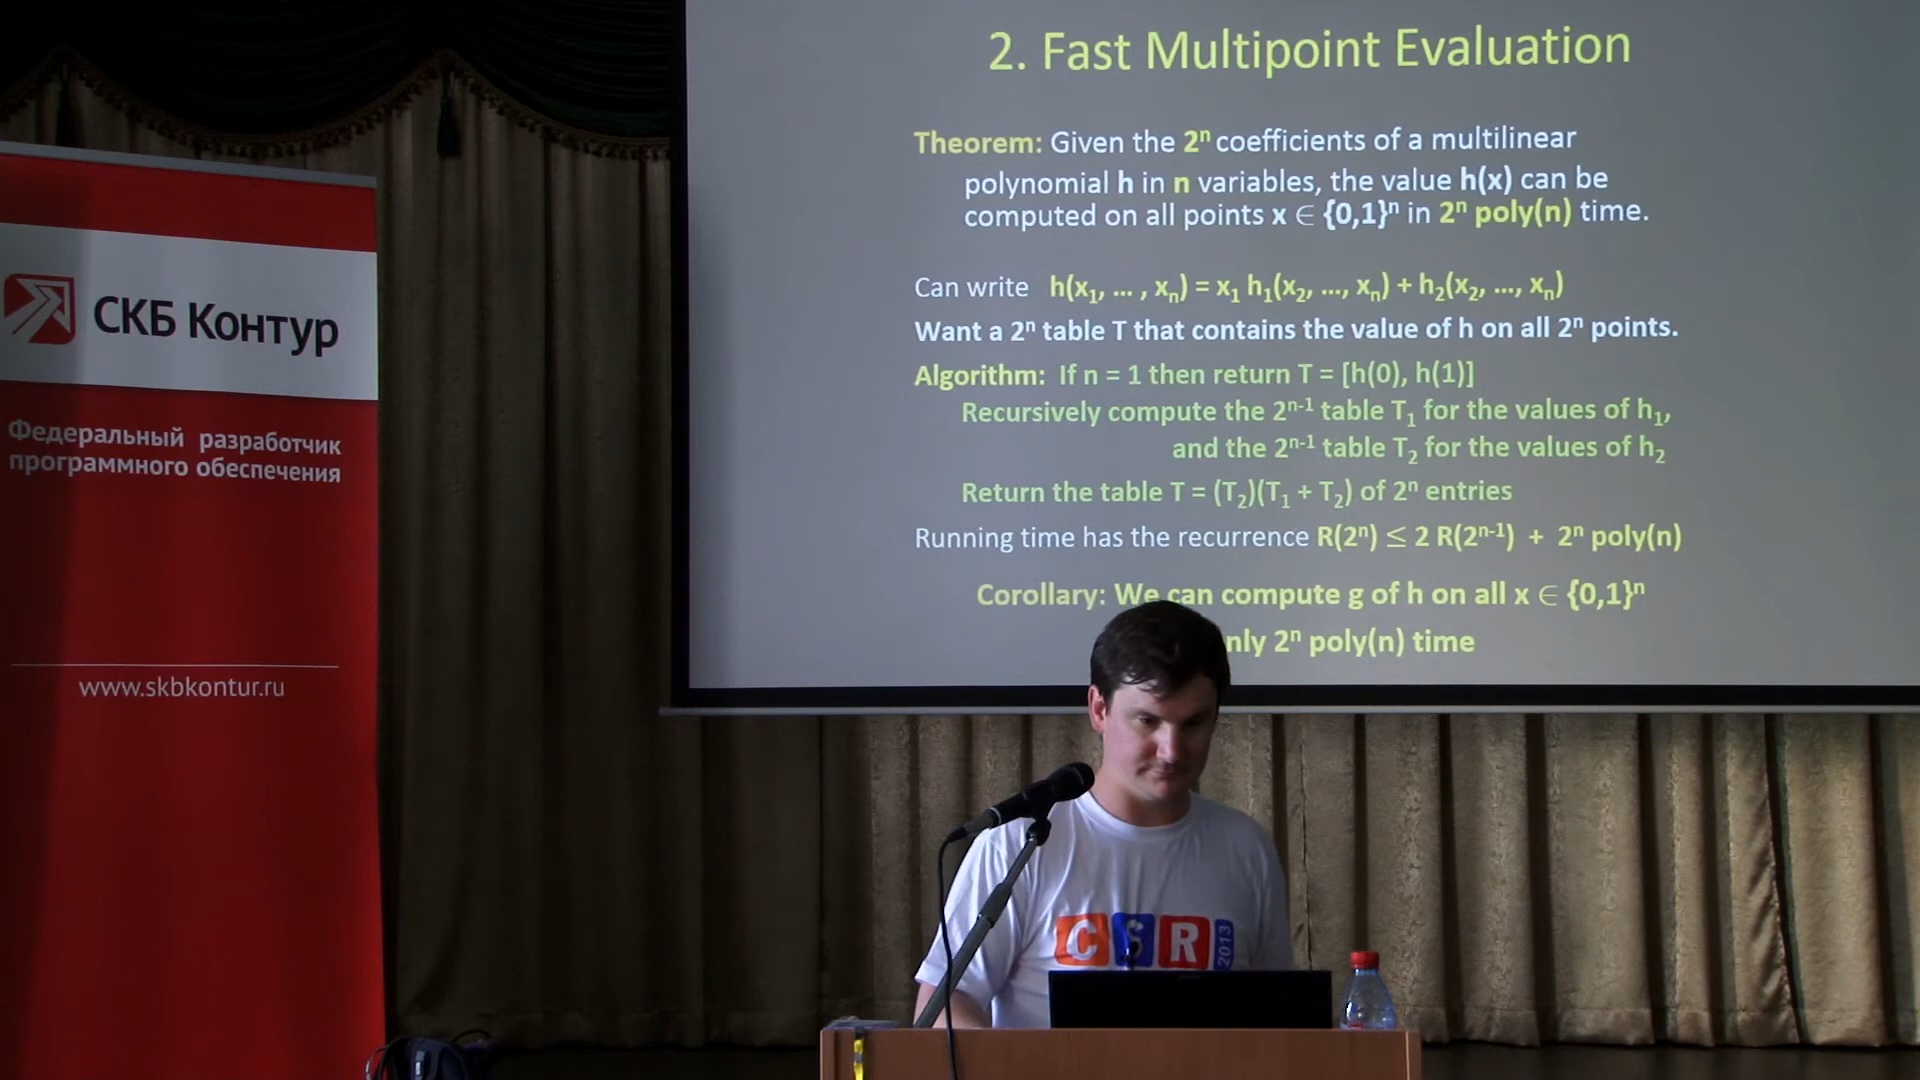 2. Fast Multipoint Evaluation
Theorem: Given the 2ⁿ coefficients of a multilinear
polynomial h in n variables, the value h(x) can be
computed on all points x ∈ {0,1}ⁿ in 2ⁿ poly(n) time.
Can write h(x₁, ... , xₙ) = x₁ h₁(x₂, ..., xₙ) + h₂(x₂, ..., xₙ)
Want a 2ⁿ table T that contains the value of h on all 2ⁿ points.
Algorithm: If n = 1 then return T = [h(0), h(1)]
Recursively compute the 2ⁿ⁻¹ table T₁ for the values of h₁,
and the 2ⁿ⁻¹ table T₂ for the values of h₂
Return the table T = (T₂)(T₁ + T₂) of 2ⁿ entries
Running time has the recurrence R(2ⁿ) ≤ 2 R(2ⁿ⁻¹) + 2ⁿ poly(n)
Corollary: We can compute g of h on all x ∈ {0,1}ⁿ
2ⁿ poly(n) time
СКБ Контур
Федеральный разработчик
программного обеспечения
www.skbkontur.ru
CSR 2013